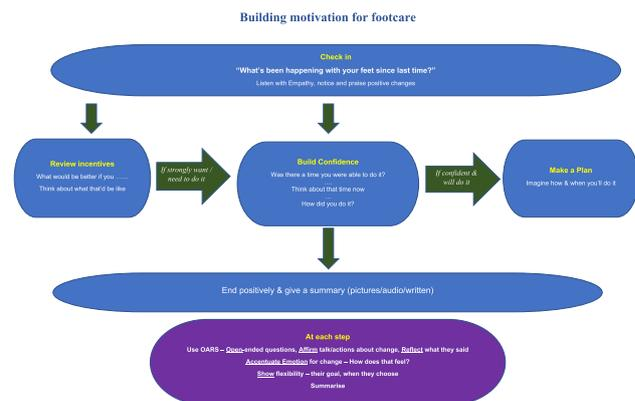 Building motivation for footcare
Check in
“What’s been happening with your feet since last time?”
Listen with Empathy, notice and praise positive changes
Review incentives
What would be better if you .......
Think about what that’d be like
If strongly want /
need to do it
Build Confidence
Was there a time you were able to do it?
...
Think about that time now
...
How did you do it?
If confident &
will do it
Make a Plan
Imagine how & when you’ll do it
End positively & give a summary (pictures/audio/written)
At each step
Use OARS – Open-ended questions, Affirm talk/actions about change, Reflect what they said
Accentuate Emotion for change – How does that feel?
Show flexibility – their goal, when they choose
Summarise